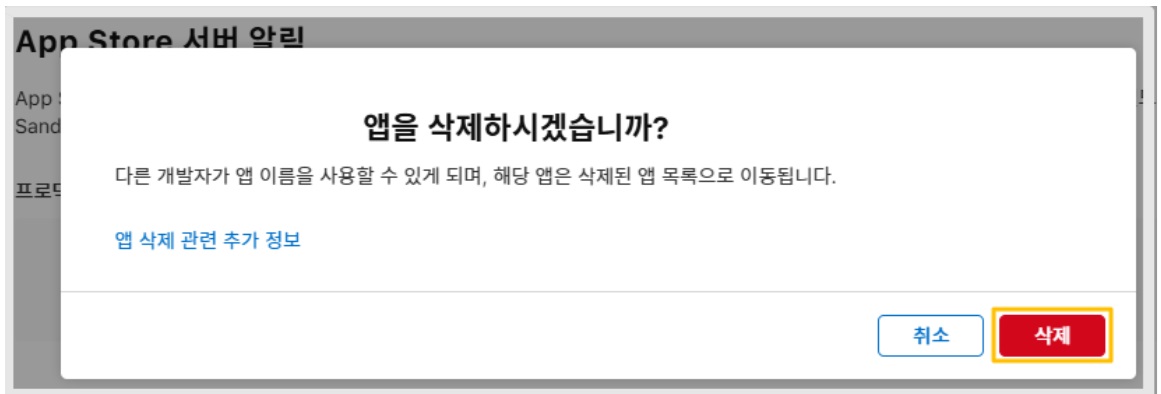 App Store 서버 알림
App
Sand
앱을 삭제하시겠습니까?
다른 개발자가 앱 이름을 사용할 수 있게 되며, 해당 앱은 삭제된 앱 목록으로 이동됩니다.
앱 삭제 관련 추가 정보
취소
삭제